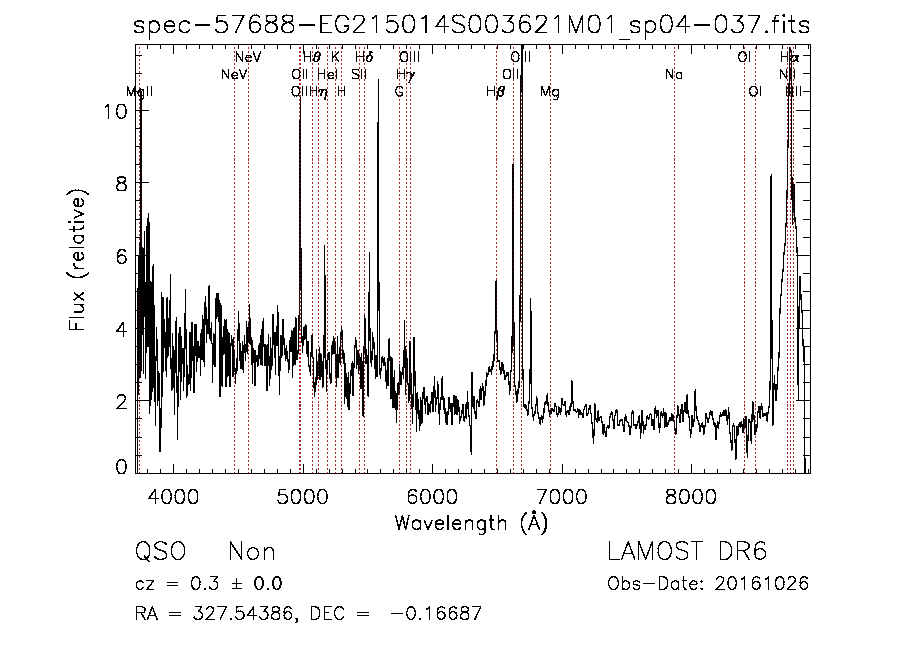 spec-57688-EG215014S003621M01_sp04-037.fits
NeV Hθ K Hδ OIII OIII OI Hα
NeV OII HeI SII Hγ OIII Na NII
MgII OII Hη H G Hβ Mg OI SII
10
8
6
4
2
0
Flux (relative)
4000 5000 6000 7000 8000
Wavelength (Å)
QSO Non LAMOST DR6
cz = 0.3 ± 0.0 Obs-Date: 20161026
RA = 327.54386, DEC = -0.16687